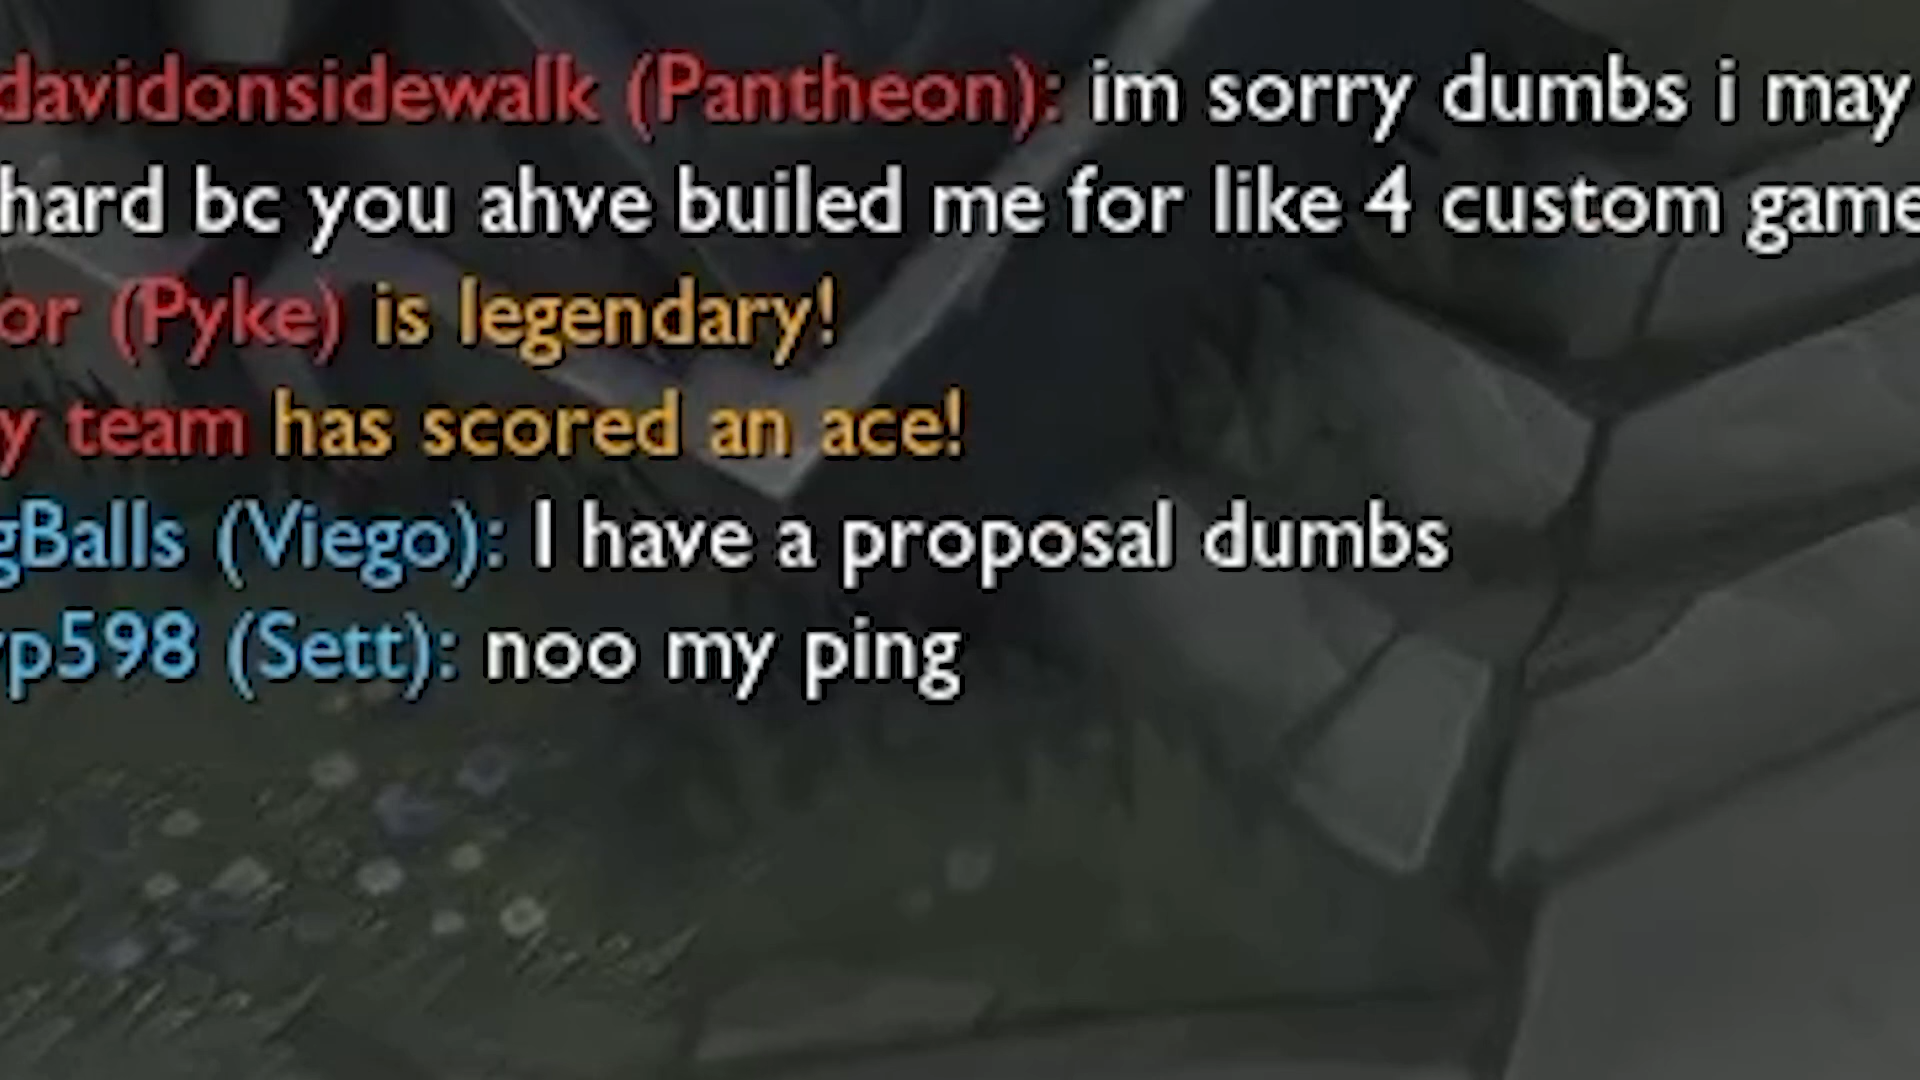 davidonsidewalk (Pantheon): im sorry dumbs i may
hard bc you ahve builed me for like 4 custom game
or (Pyke) is legendary!
y team has scored an ace!
gBalls (Viego): I have a proposal dumbs
yp598 (Sett): noo my ping